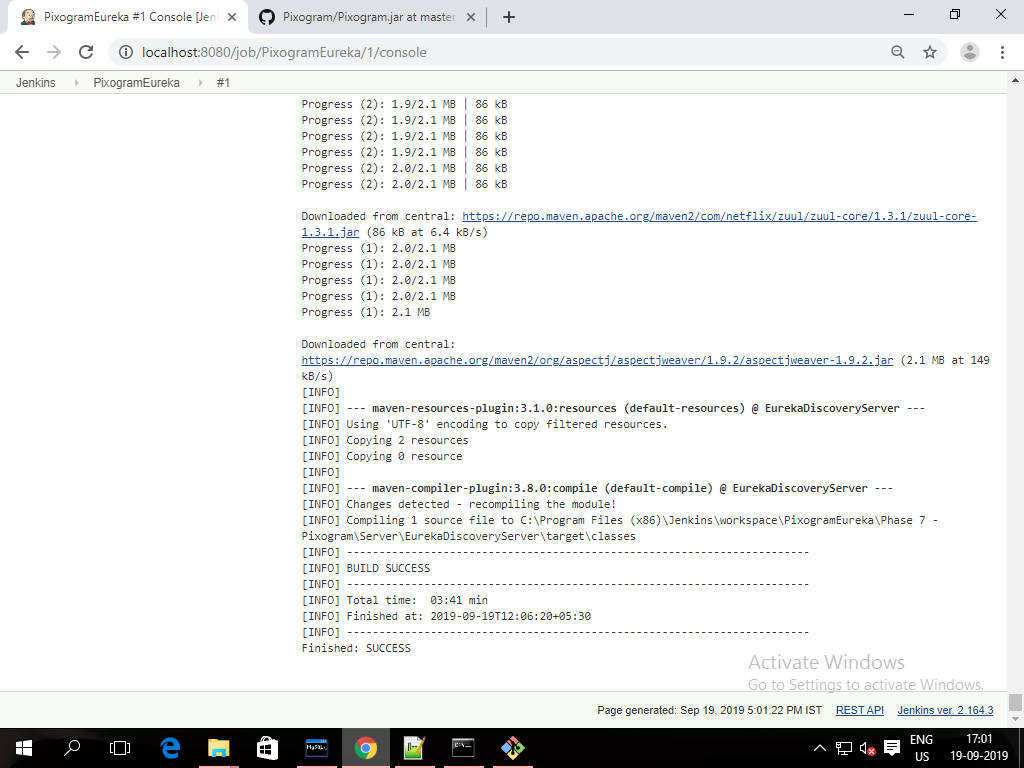 PixogramEureka #1 Console [Jen
Pixogram/Pixogram.jar at master
localhost:8080/job/PixogramEureka/1/console
Jenkins PixogramEureka #1
Progress (2): 1.9/2.1 MB | 86 kB
Progress (2): 1.9/2.1 MB | 86 kB
Progress (2): 1.9/2.1 MB | 86 kB
Progress (2): 1.9/2.1 MB | 86 kB
Progress (2): 2.0/2.1 MB | 86 kB
Progress (2): 2.0/2.1 MB | 86 kB
Downloaded from central: https://repo.maven.apache.org/maven2/com/netflix/zuul/zuul-core/1.3.1/zuul-core-
1.3.1.jar (86 kB at 6.4 kB/s)
Progress (1): 2.0/2.1 MB
Progress (1): 2.0/2.1 MB
Progress (1): 2.0/2.1 MB
Progress (1): 2.0/2.1 MB
Progress (1): 2.1 MB
Downloaded from central:
https://repo.maven.apache.org/maven2/org/aspectj/aspectjweaver/1.9.2/aspectjweaver-1.9.2.jar (2.1 MB at 149
kB/s)
[INFO]
[INFO] --- maven-resources-plugin:3.1.0:resources (default-resources) @ EurekaDiscoveryServer ---
[INFO] Using 'UTF-8' encoding to copy filtered resources.
[INFO] Copying 2 resources
[INFO] Copying 0 resource
[INFO]
[INFO] --- maven-compiler-plugin:3.8.0:compile (default-compile) @ EurekaDiscoveryServer ---
[INFO] Changes detected - recompiling the module!
[INFO] Compiling 1 source file to C:\Program Files (x86)\Jenkins\workspace\PixogramEureka\Phase 7 -
Pixogram\Server\EurekaDiscoveryServer\target\classes
[INFO] ------------------------------------------------------------------------
[INFO] BUILD SUCCESS
[INFO] ------------------------------------------------------------------------
[INFO] Total time:  03:41 min
[INFO] Finished at: 2019-09-19T12:06:20+05:30
[INFO] ------------------------------------------------------------------------
Finished: SUCCESS
Activate Windows
Go to Settings to activate Windows.
Page generated: Sep 19, 2019 5:01:22 PM IST REST API Jenkins ver. 2.164.3
MySQL
ENG
US
17:01
19-09-2019